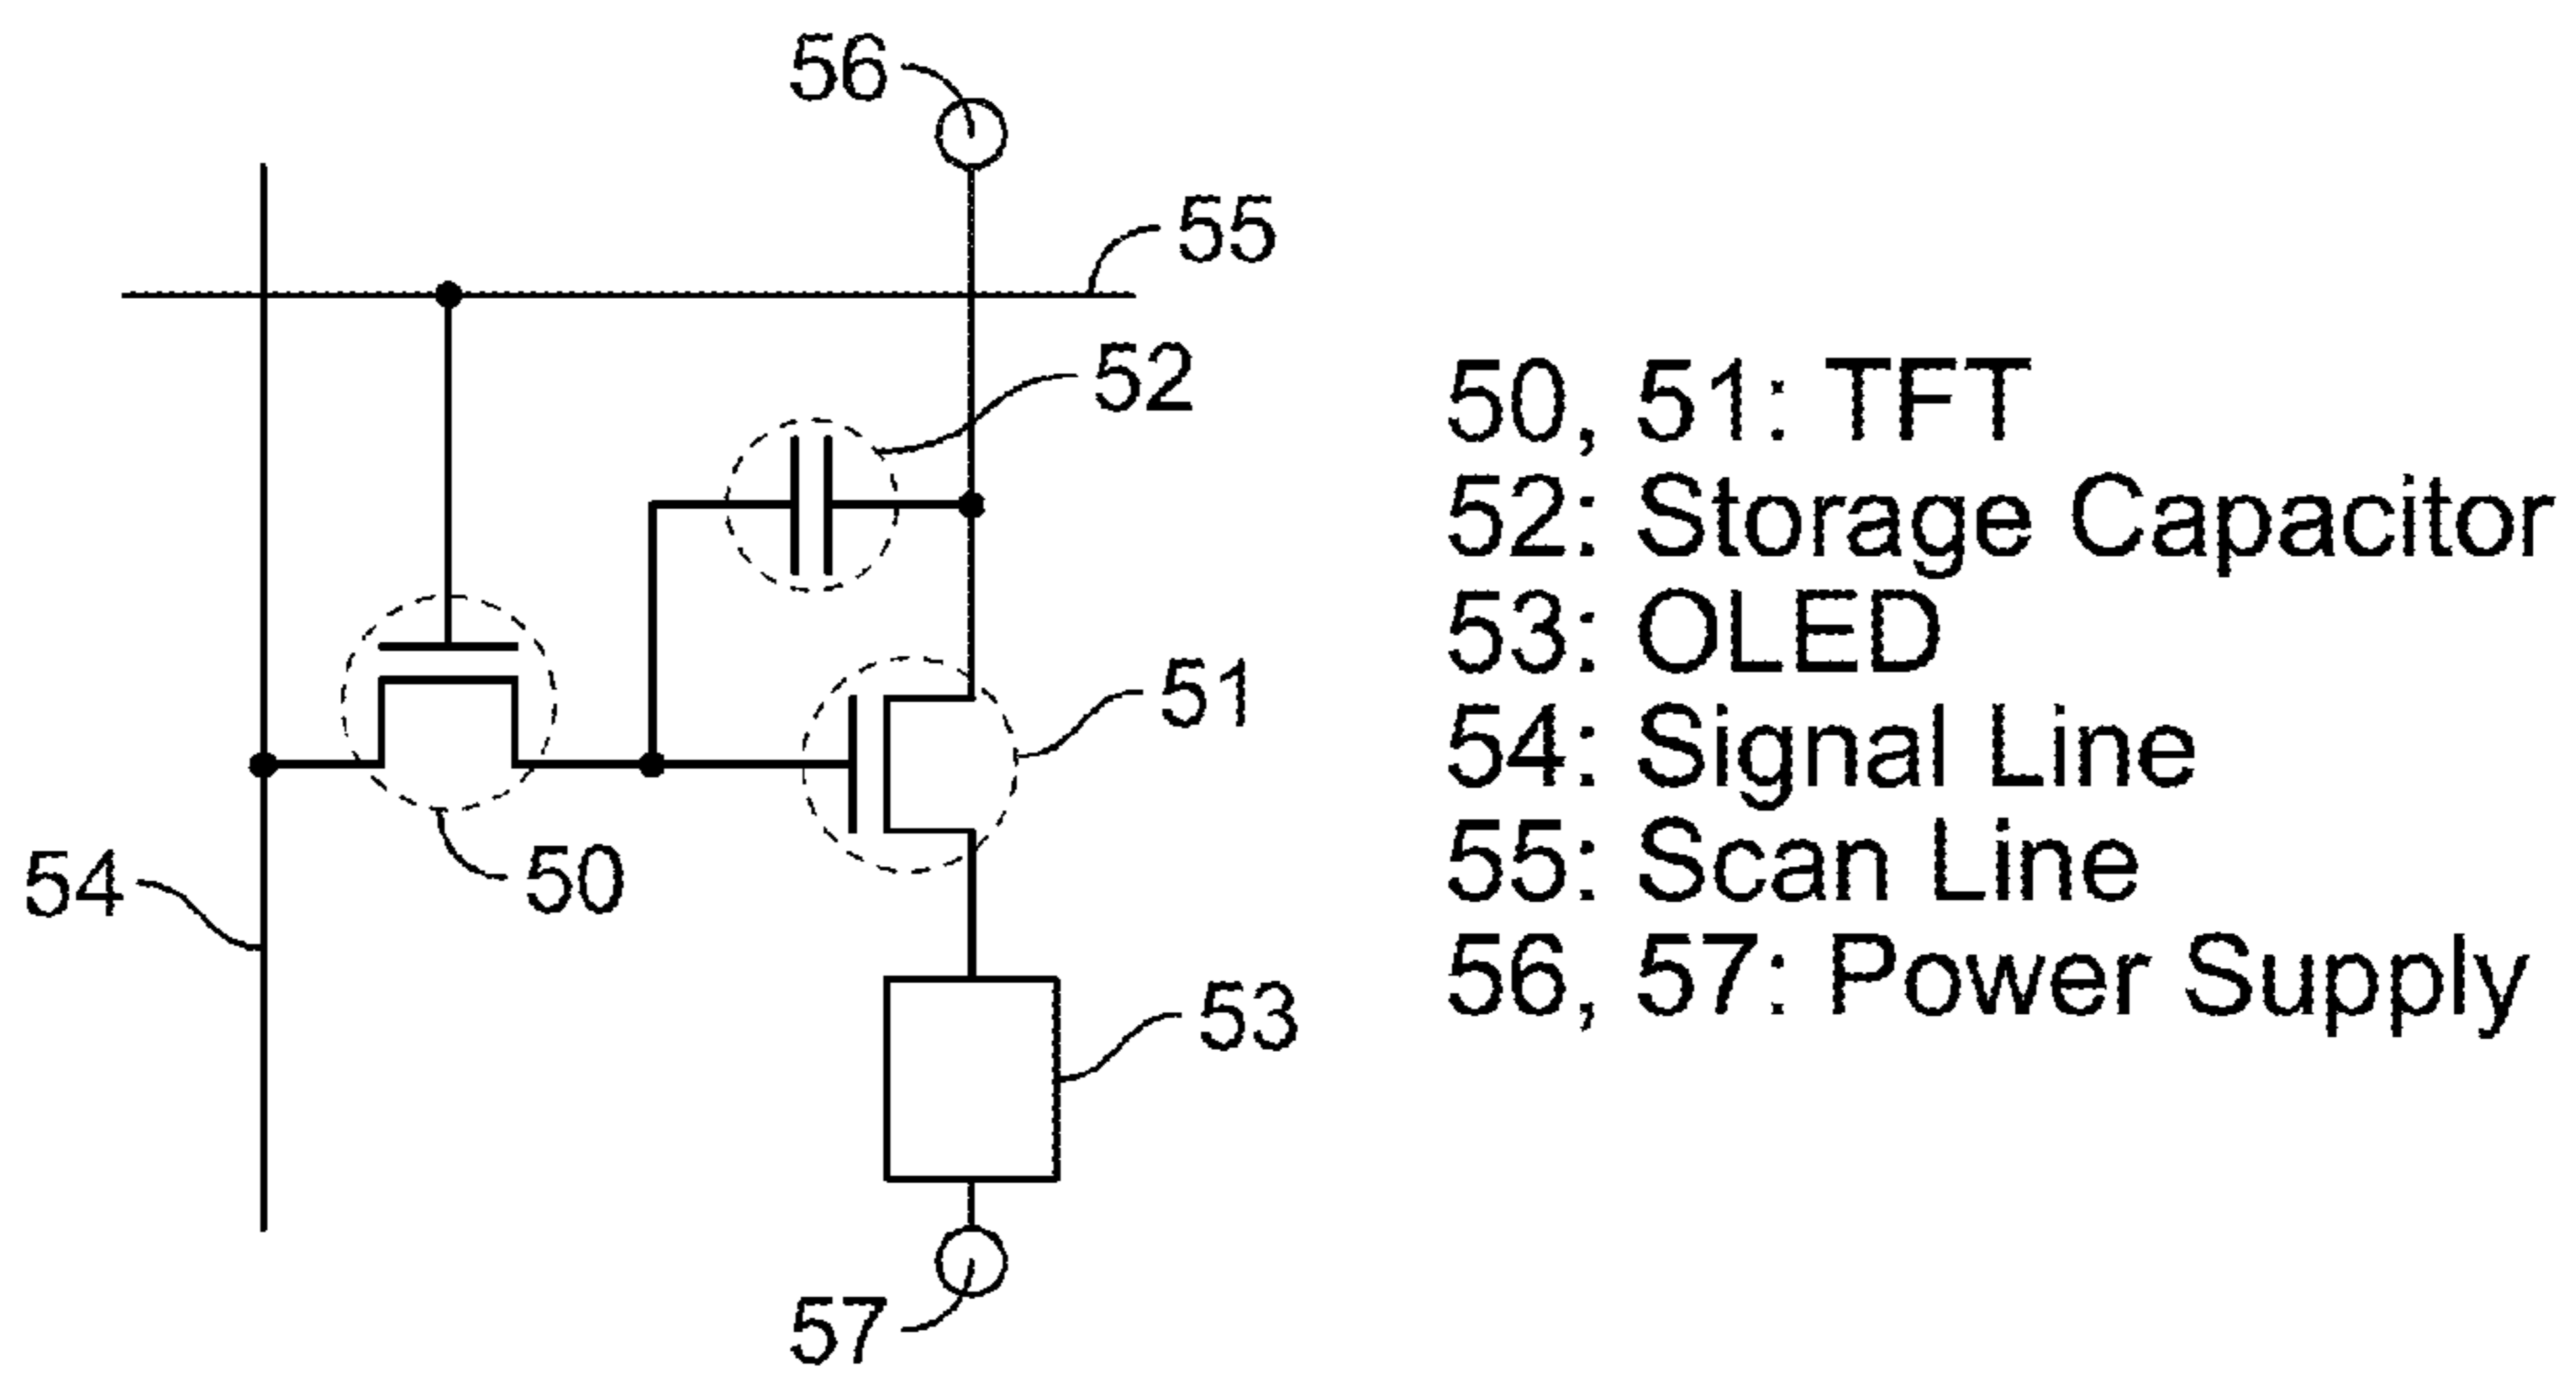 56
55
52
51
50
54
53
57
50, 51: TFT
52: Storage Capacitor
53: OLED
54: Signal Line
55: Scan Line
56, 57: Power Supply